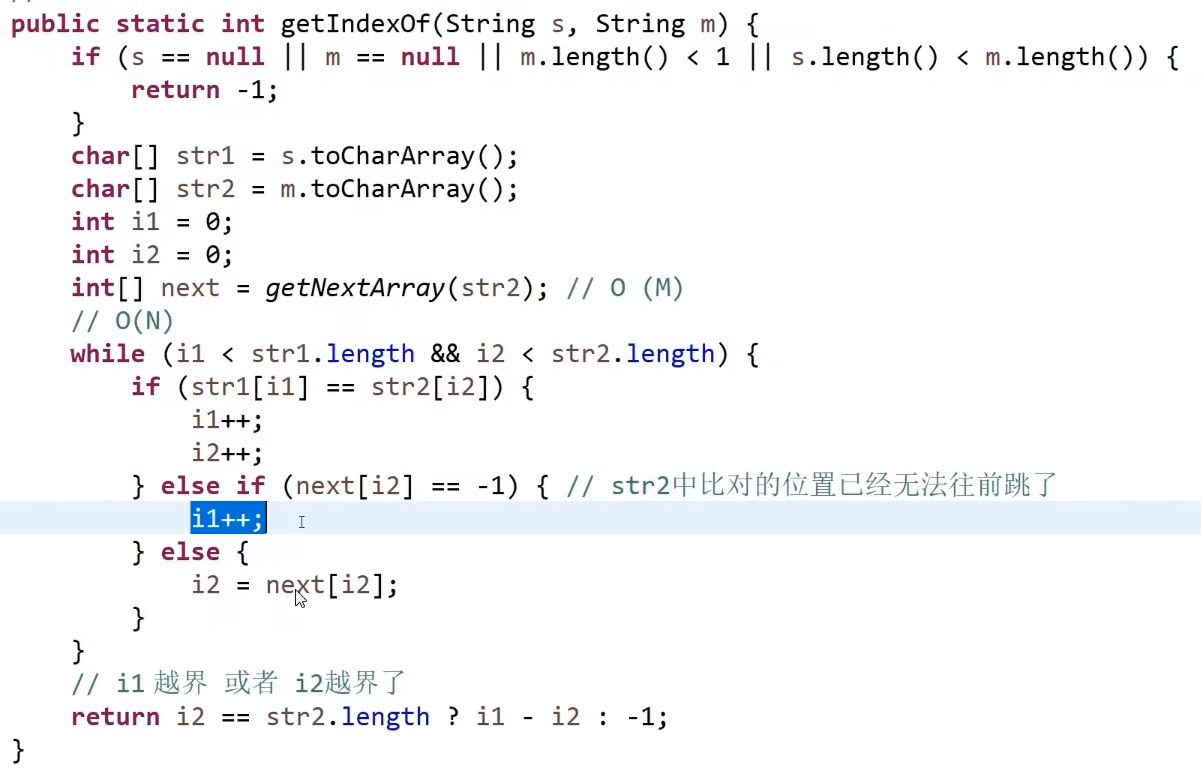 public static int getIndexOf(String s, String m) {
    if (s == null || m == null || m.length() < 1 || s.length() < m.length()) {
        return -1;
    }
    char[] str1 = s.toCharArray();
    char[] str2 = m.toCharArray();
    int i1 = 0;
    int i2 = 0;
    int[] next = getNextArray(str2); // O (M)
    // O(N)
    while (i1 < str1.length && i2 < str2.length) {
        if (str1[i1] == str2[i2]) {
            i1++;
            i2++;
        } else if (next[i2] == -1) { // str2中比对的位置已经无法往前跳了
            i1++;
        } else {
            i2 = next[i2];
        }
    }
    // i1越界 或者 i2越界了
    return i2 == str2.length ? i1 - i2 : -1;
}